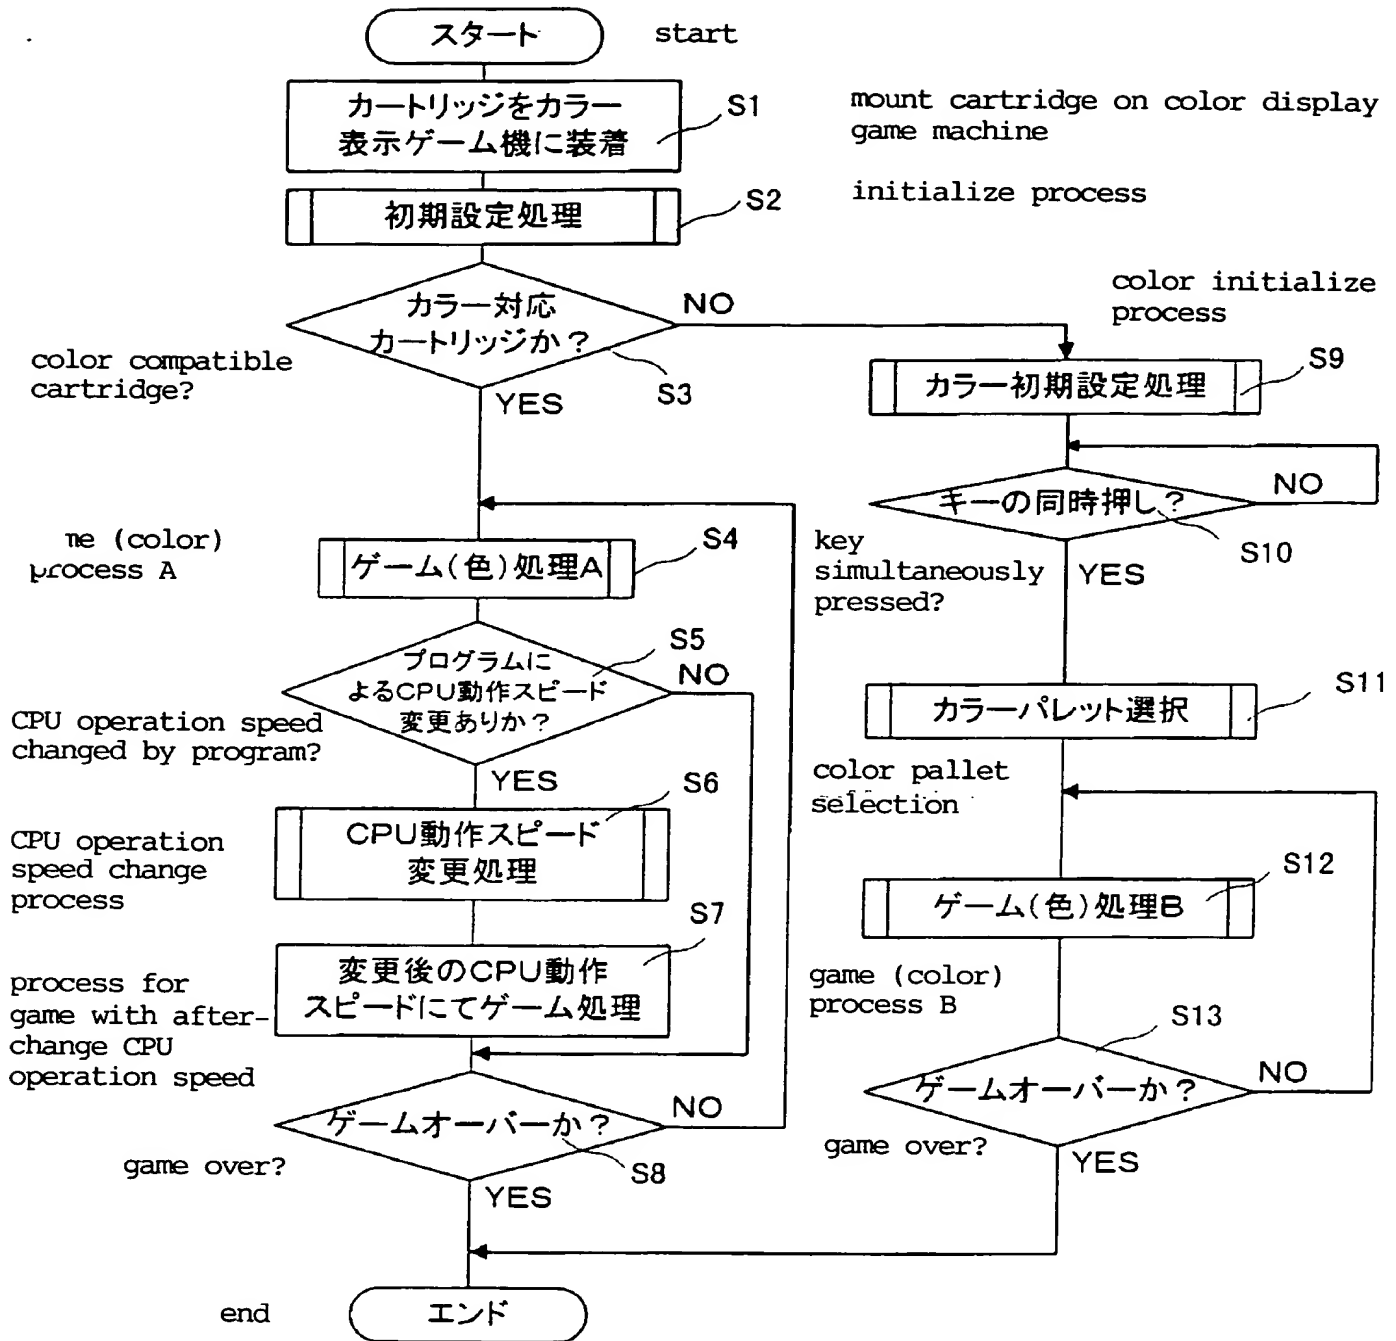 スタート
start
カートリッジをカラー
表示ゲーム機に装着
S1
mount cartridge on color display
game machine
初期設定処理
S2
initialize process
カラー対応
カートリッジか?
S3
NO
YES
color compatible
cartridge?
color initialize
process
カラー初期設定処理
S9
キーの同時押し?
NO
S10
YES
key
simultaneously
pressed?
me (color)
process A
ゲーム(色)処理A
S4
プログラムに
よるCPU動作スピード
変更ありか?
S5
NO
YES
CPU operation speed
changed by program?
カラーパレット選択
S11
color pallet
selection
CPU動作スピード
変更処理
S6
CPU operation
speed change
process
ゲーム(色)処理B
S12
game (color)
process B
変更後のCPU動作
スピードにてゲーム処理
S7
process for
game with after-
change CPU
operation speed
ゲームオーバーか?
S13
NO
YES
game over?
ゲームオーバーか?
NO
S8
YES
game over?
end
エンド